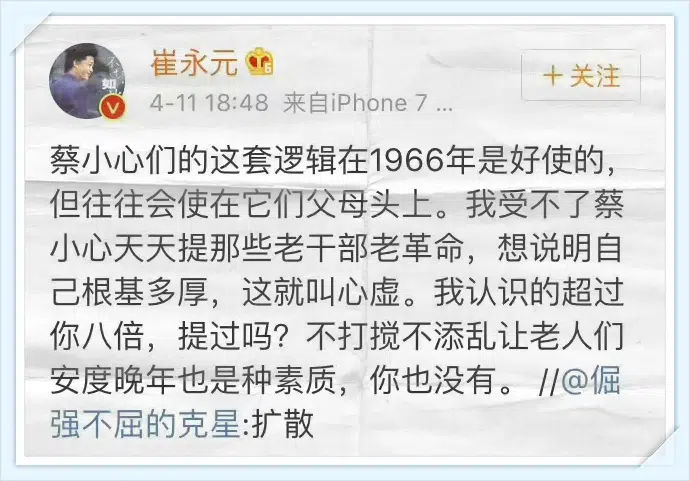 崔永元
+关注
4-11 18:48 来自iPhone 7 ...
蔡小心们的这套逻辑在1966年是好使的，
但往往会使在它们父母头上。我受不了蔡
小心天天提那些老干部老革命，想说明自
己根基多厚，这就叫心虚。我认识的超过
你八倍，提过吗？不打搅不添乱让老人们
安度晚年也是种素质，你也没有。 //@倔
强不屈的克星:扩散